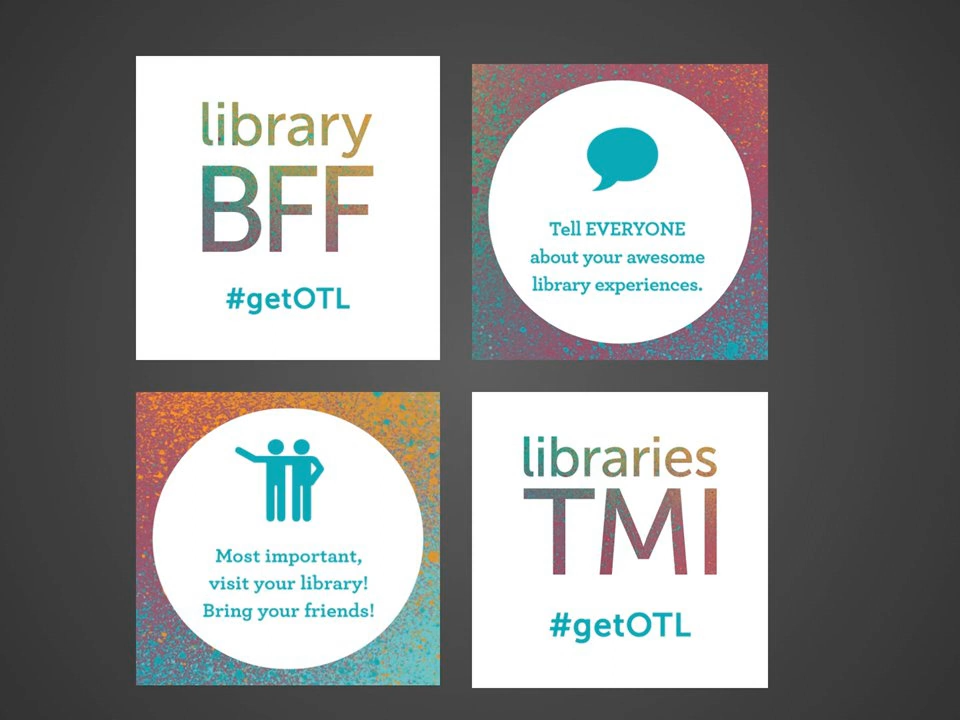 library
BFF
#getOTL
Tell EVERYONE
about your awesome
library experiences.
Most important,
visit your library!
Bring your friends!
libraries
TMI
#getOTL